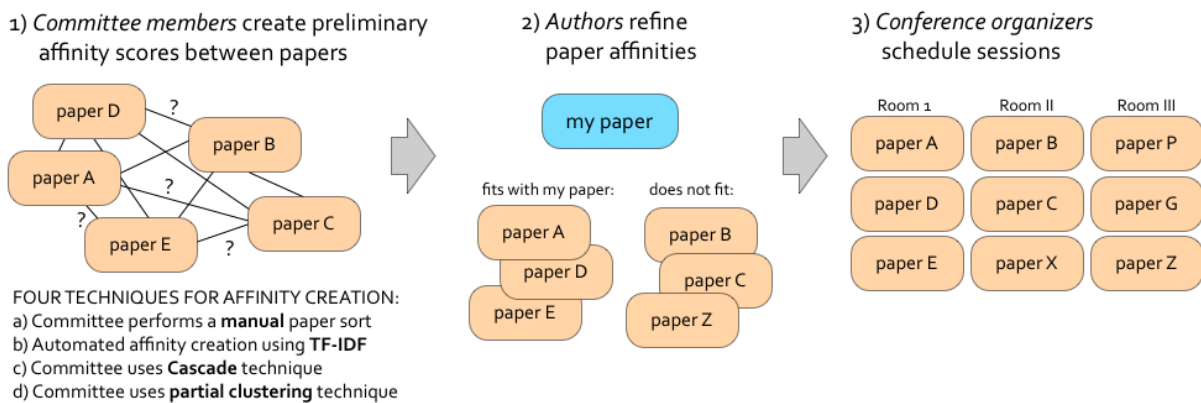 1) Committee members create preliminary
affinity scores between papers
paper D
?
paper B
paper A
?
?
paper C
paper E
?
FOUR TECHNIQUES FOR AFFINITY CREATION:
a) Committee performs a manual paper sort
b) Automated affinity creation using TF-IDF
c) Committee uses Cascade technique
d) Committee uses partial clustering technique
2) Authors refine
paper affinities
my paper
fits with my paper:
paper A
paper D
paper E
does not fit:
paper B
paper C
paper Z
3) Conference organizers
schedule sessions
Room 1 Room II Room III
paper A paper B paper P
paper D paper C paper G
paper E paper X paper Z